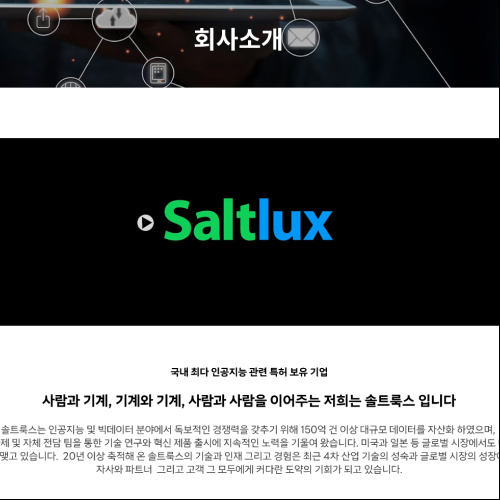 회사소개
Saltlux
국내 최다 인공지능 관련 특허 보유 기업
사람과 기계, 기계와 기계, 사람과 사람을 이어주는 저희는 솔트룩스 입니다
솔트룩스는 인공지능 및 빅데이터 분야에서 독보적인 경쟁력을 갖추기 위해 150억 건 이상 대규모 데이터를 자산화 하였으며,
제 및 자체 전담 팀을 통한 기술 연구와 혁신 제품 출시에 지속적인 노력을 기울여 왔습니다. 미국과 일본 등 글로벌 시장에서도
맺고 있습니다. 20년 이상 축적해 온 솔트룩스의 기술과 인재 그리고 경험은 최근 4차 산업 기술의 성숙과 글로벌 시장의 성장
자사와 파트너 그리고 고객 그 모두에게 커다란 도약의 기회가 되고 있습니다.